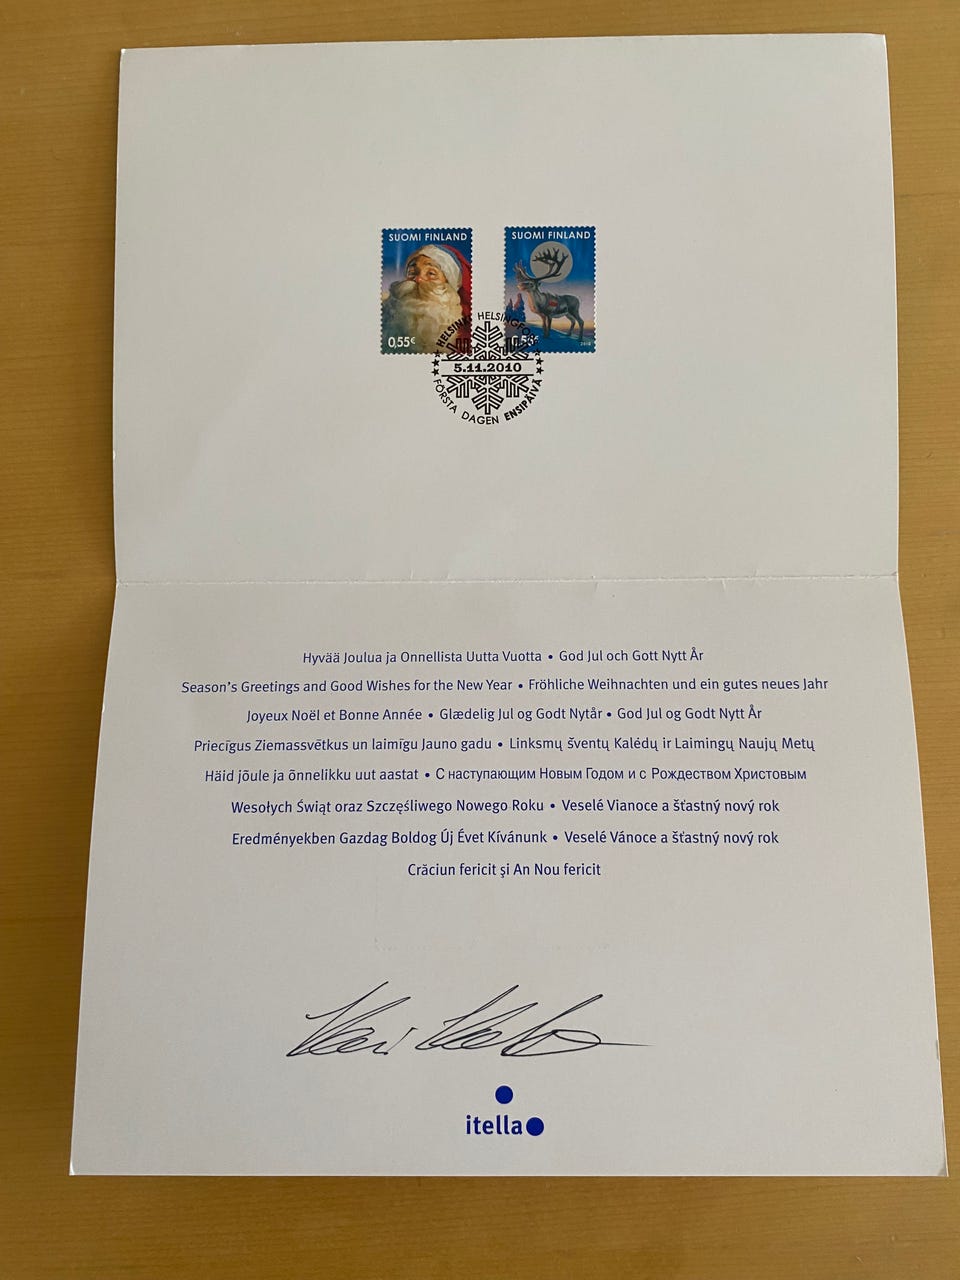 SUOMI FINLAND
SUOMI FINLAND
0,55€
0,55€
2010
HELSINKI HELSINGFORS
5.11.2010
FÖRSTA DAGEN ENSIPÄIVÄ
Hyvää Joulua ja Onnellista Uutta Vuotta • God Jul och Gott Nytt År
Season's Greetings and Good Wishes for the New Year • Fröhliche Weihnachten und ein gutes neues Jahr
Joyeux Noël et Bonne Année • Glædelig Jul og Godt Nytår • God Jul og Godt Nytt År
Priecīgus Ziemassvētkus un laimīgu Jauno gadu • Linksmų šventų Kalėdų ir Laimingų Naujų Metų
Häid jõule ja õnnelikku uut aastat • С наступающим Новым Годом и с Рождеством Христовым
Wesołych Świąt oraz Szczęśliwego Nowego Roku • Veselé Vianoce a šťastný nový rok
Eredményekben Gazdag Boldog Új Évet Kívánunk • Veselé Vánoce a šťastný nový rok
Crăciun fericit şi An Nou fericit
itella